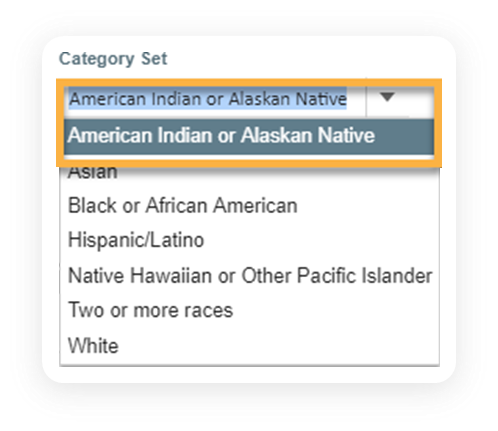 Category Set
American Indian or Alaskan Native
American Indian or Alaskan Native
Asian
Black or African American
Hispanic/Latino
Native Hawaiian or Other Pacific Islander
Two or more races
White